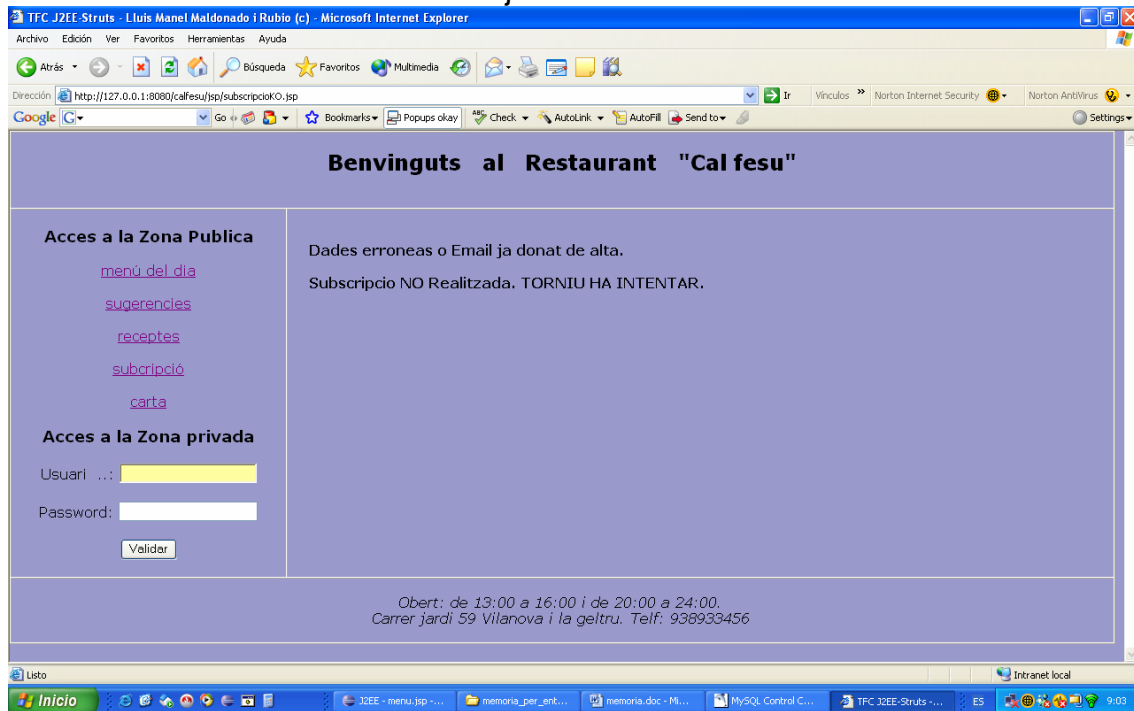 TFC J2EE-Struts - Lluis Manel Maldonado i Rubio (c) - Microsoft Internet Explorer
Archivo Edición Ver Favoritos Herramientas Ayuda
Atrás Búsqueda Favoritos Multimedia
Dirección http://127.0.0.1:8080/calfesu/jsp/subscripcioKO.jsp Ir Vínculos » Norton Internet Security Norton AntiVirus
Google G Go Bookmarks Popups okay Check AutoLink AutoFill Send to Settings
Benvinguts al Restaurant "Cal fesu"
Acces a la Zona Publica
menú del dia
sugerencies
receptes
subcripció
carta
Acces a la Zona privada
Usuari ..:
Password:
Validar
Dades erroneas o Email ja donat de alta.
Subscripcio NO Realitzada. TORNIU HA INTENTAR.
Obert: de 13:00 a 16:00 i de 20:00 a 24:00.
Carrer jardi 59 Vilanova i la geltru. Telf: 938933456
Listo Intranet local
Inicio J2EE - menu.jsp -... memoria_per_ent... memoria.doc - Mi... MySQL Control C... TFC J2EE-Struts -... ES 9:03